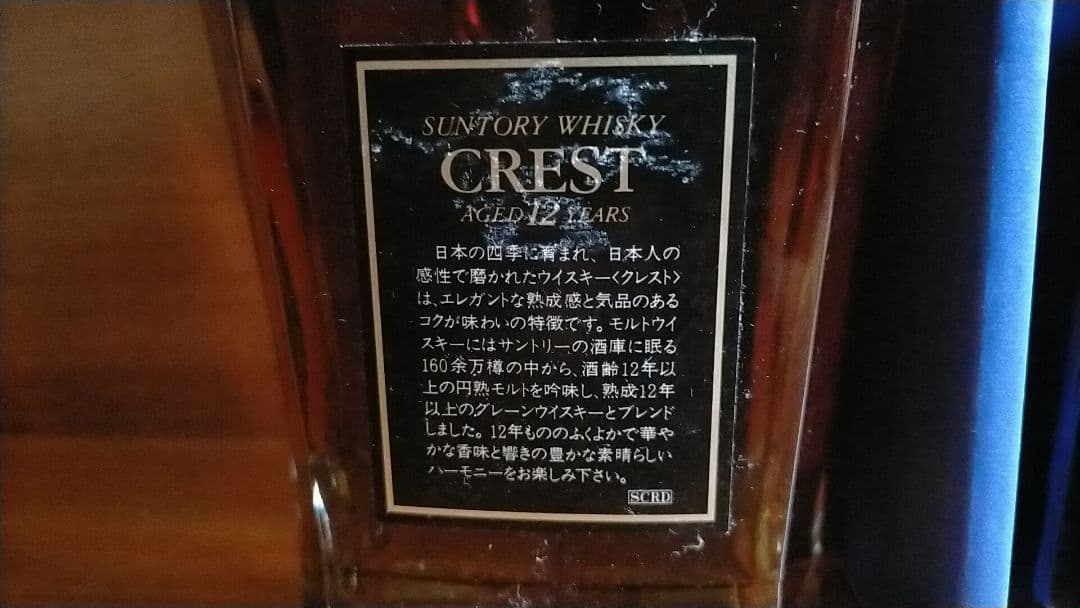 SUNTORY WHISKY
CREST
AGED 12 YEARS
日本の四季に育まれ、日本人の
感性で磨かれたウイスキー〈クレスト〉
は、エレガントな熟成感と気品のある
コクが味わいの特徴です。モルトウイ
スキーにはサントリーの酒庫に眠る
160余万樽の中から、酒齢12年以
上の円熟モルトを吟味し、熟成12年
以上のグレーンウイスキーとブレンド
しました。12年もののふくよかで華や
かな香味と響きの豊かな素晴らしい
ハーモニーをお楽しみ下さい。
SCRD